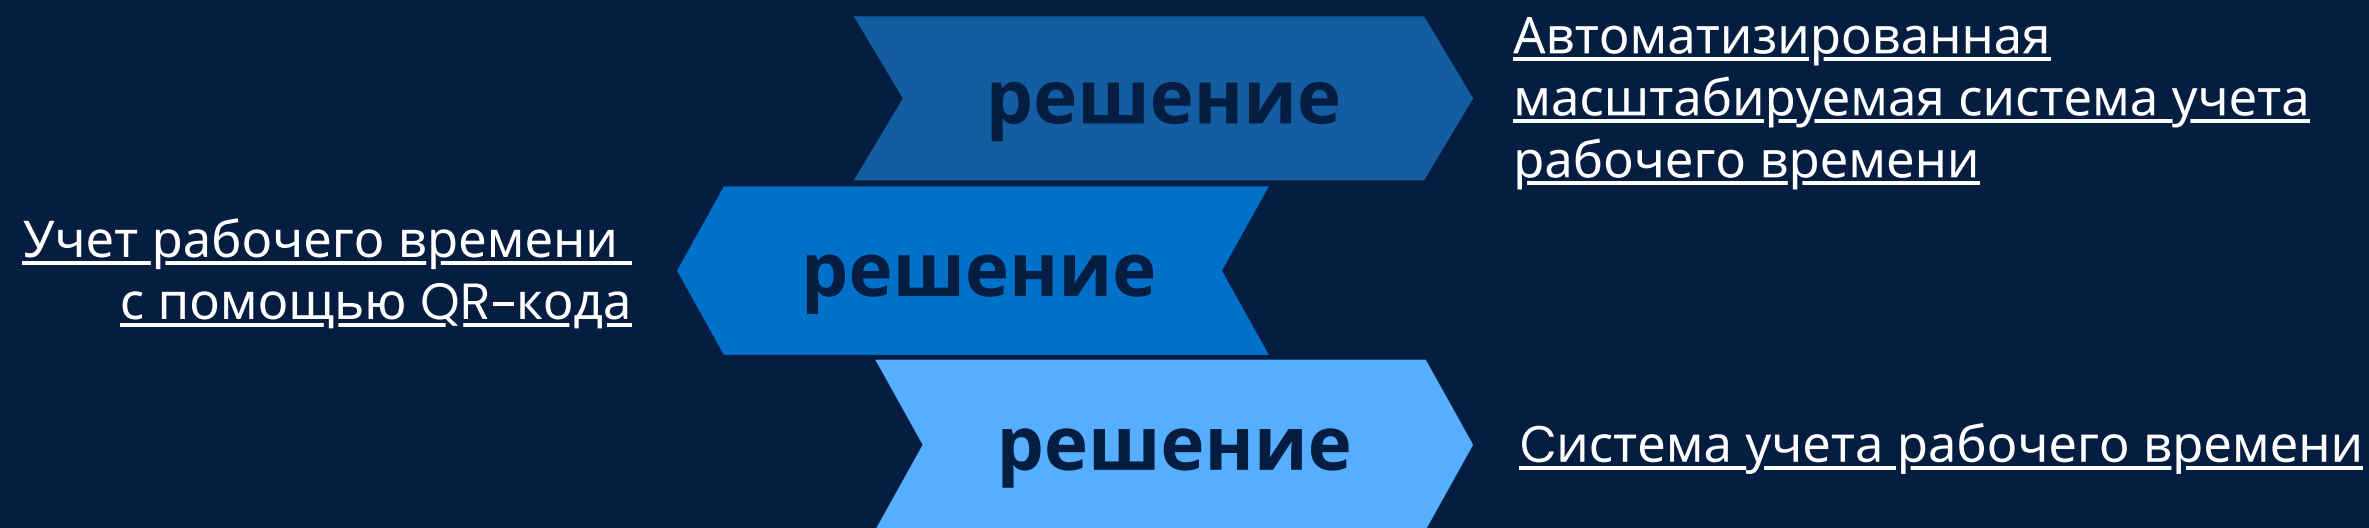 решение
Автоматизированная
масштабируемая система учета
рабочего времени
Учет рабочего времени
с помощью QR-кода
решение
решение
Система учета рабочего времени